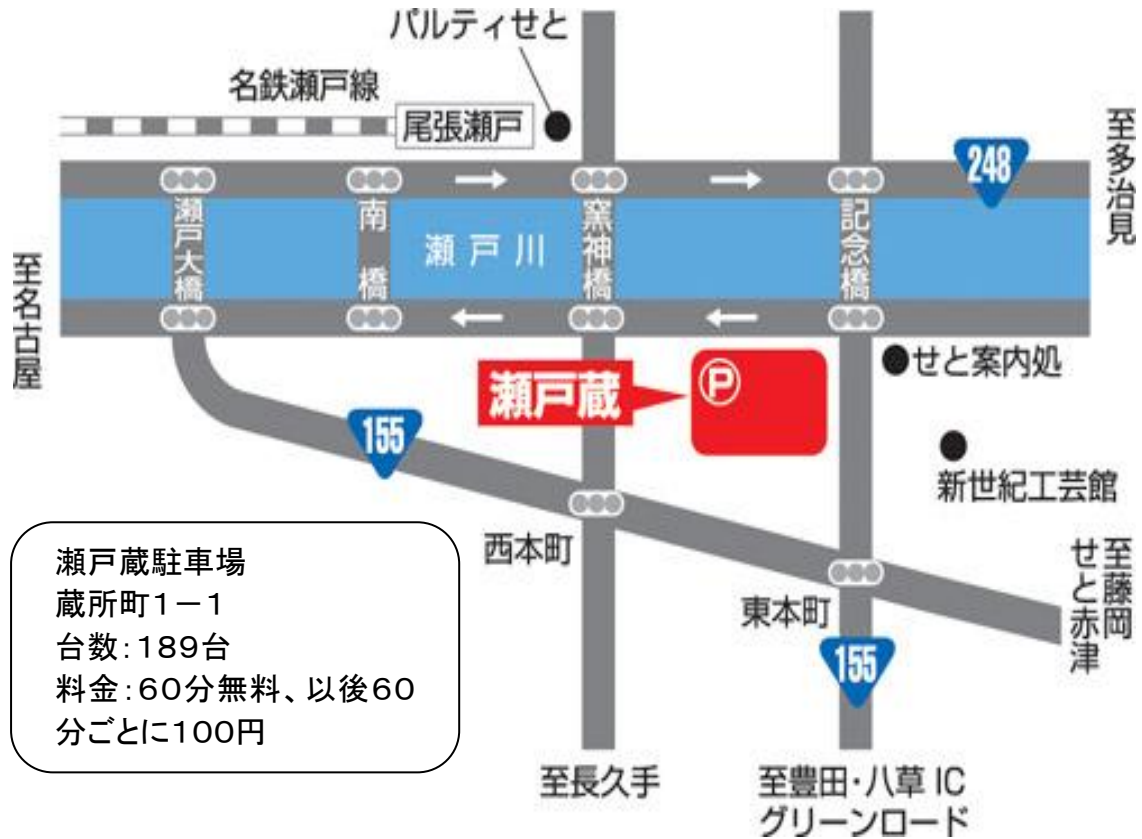 パルティせと
名鉄瀬戸線
尾張瀬戸
至多治見
248
瀬戸大橋
南橋
瀬戸川
窯神橋
記念橋
至名古屋
瀬戸蔵
P
せと案内処
155
新世紀工芸館
西本町
至藤岡
せと赤津
東本町
155
瀬戸蔵駐車場
蔵所町1－1
台数：189台
料金：60分無料、以後60
分ごとに100円
至長久手
至豊田・八草 IC
グリーンロード